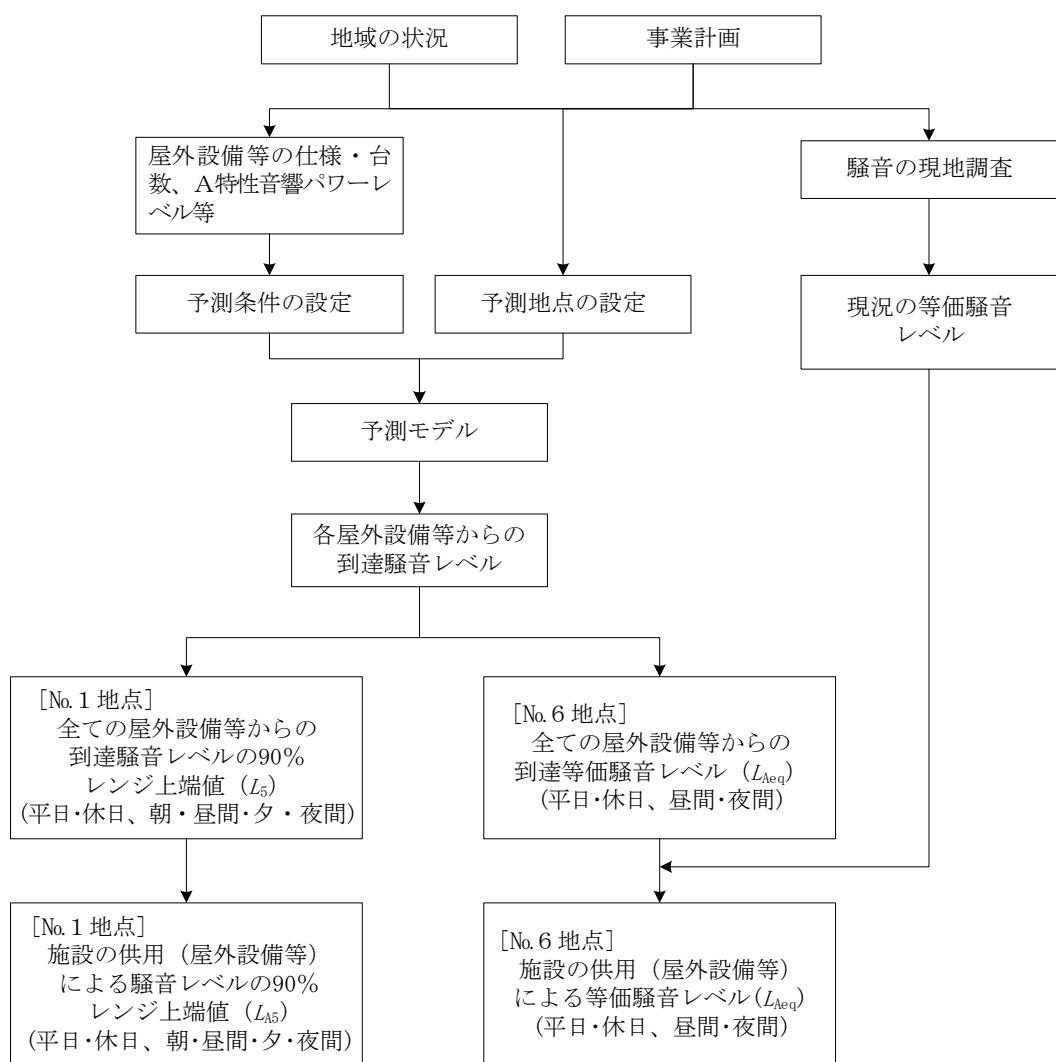 地域の状況
事業計画
屋外設備等の仕様・台
数、A特性音響パワーレ
ベル等
騒音の現地調査
予測条件の設定
予測地点の設定
現況の等価騒音
レベル
予測モデル
各屋外設備等からの
到達騒音レベル
[№１地点]
全ての屋外設備等からの
到達騒音レベルの90％
レンジ上端値（L5）
(平日･休日、朝・昼間･夕・夜間)
[№６地点]
全ての屋外設備等からの
到達等価騒音レベル（LAeq）
(平日･休日、昼間･夜間)
[№１地点]
施設の供用（屋外設備等）
による騒音レベルの90％
レンジ上端値（LA5）
(平日･休日、朝･昼間･夕･夜間)
[№６地点]
施設の供用（屋外設備等）
による等価騒音レベル(LAeq)
(平日･休日、昼間･夜間)